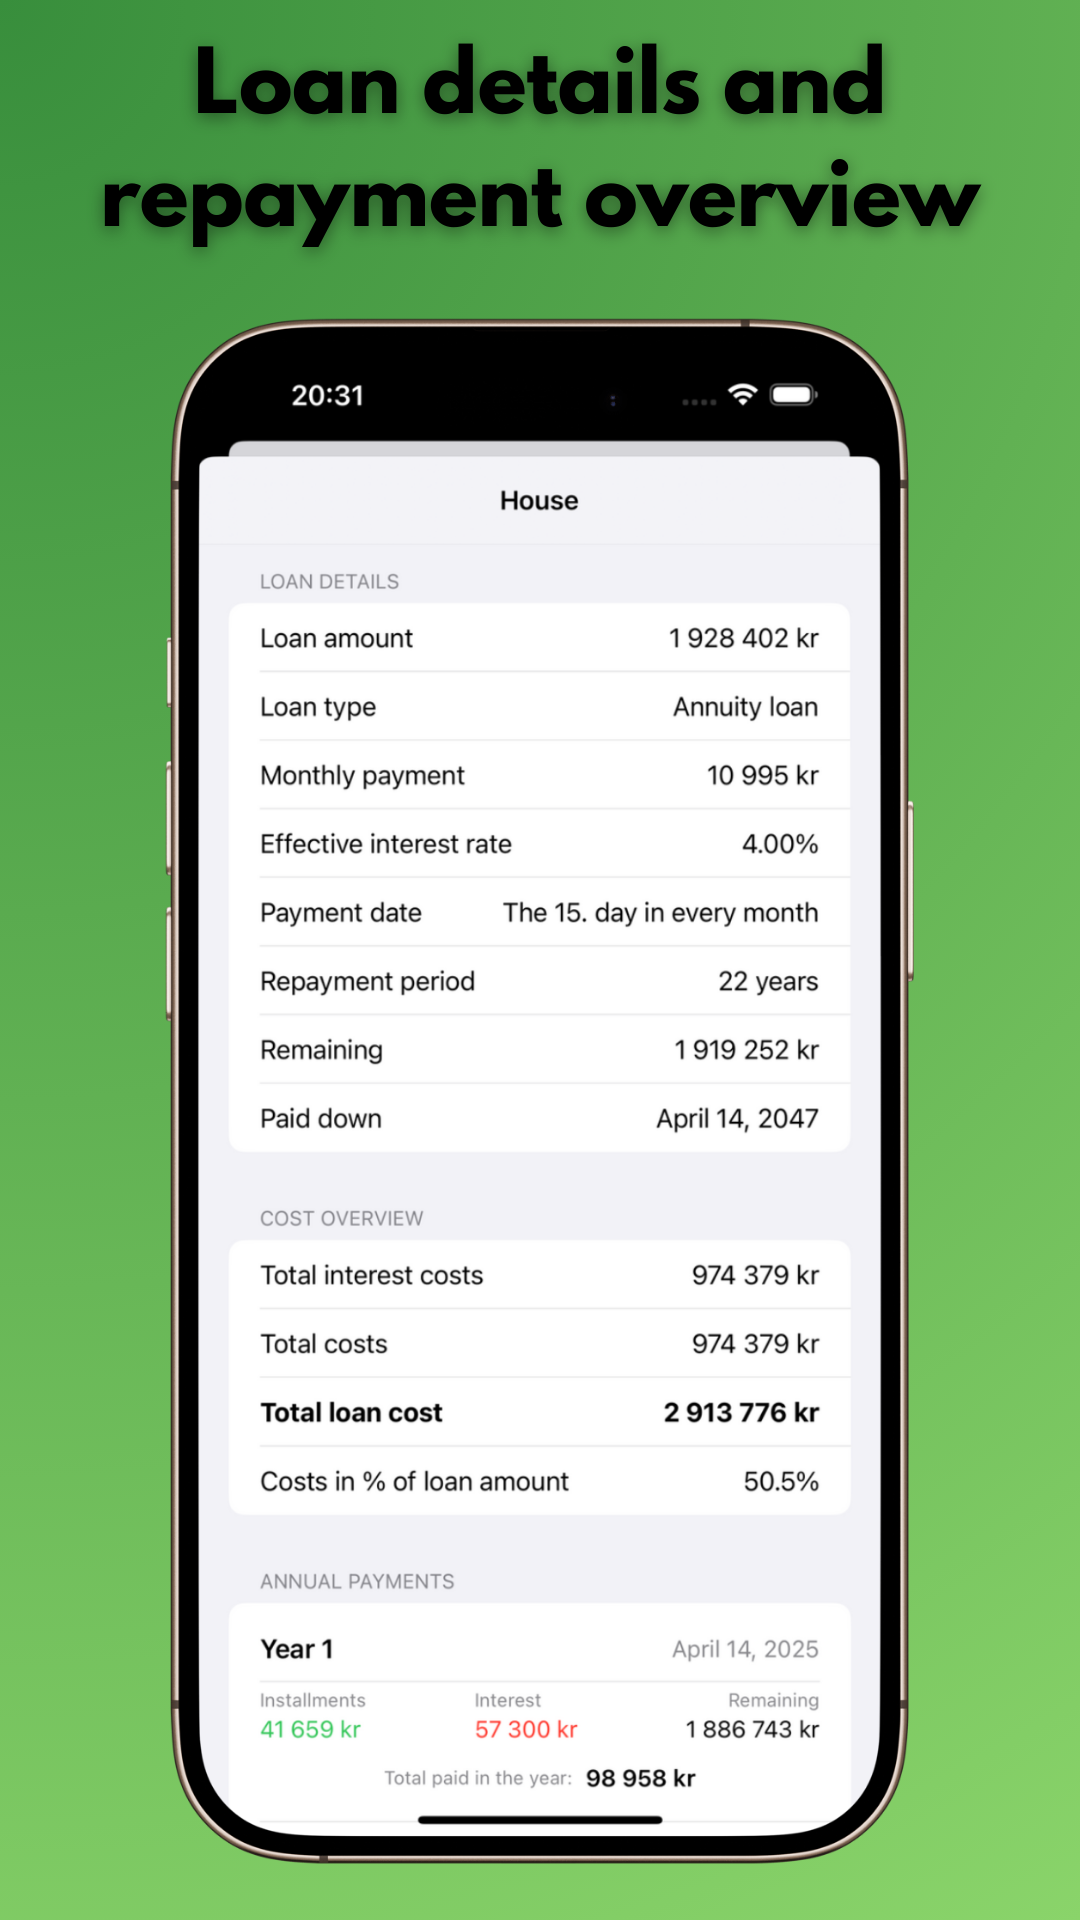 Loan details and
repayment overview
20:31
House
LOAN DETAILS
Loan amount 1 928 402 kr
Loan type Annuity loan
Monthly payment 10 995 kr
Effective interest rate 4.00%
Payment date The 15. day in every month
Repayment period 22 years
Remaining 1 919 252 kr
Paid down April 14, 2047
COST OVERVIEW
Total interest costs 974 379 kr
Total costs 974 379 kr
Total loan cost 2 913 776 kr
Costs in % of loan amount 50.5%
ANNUAL PAYMENTS
Year 1 April 14, 2025
Installments Interest Remaining
41 659 kr 57 300 kr 1 886 743 kr
Total paid in the year: 98 958 kr